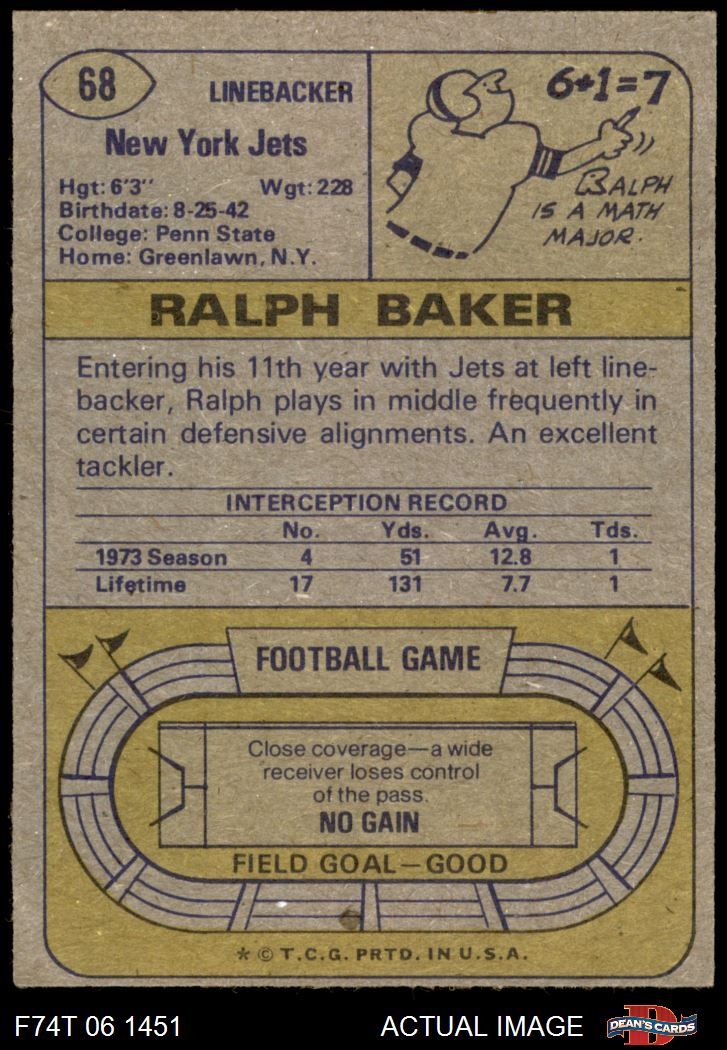 68
LINEBACKER
New York Jets
Hgt: 6'3" Wgt: 228
Birthdate: 8-25-42
College: Penn State
Home: Greenlawn, N.Y.
6+1=7
RALPH
IS A MATH
MAJOR.
RALPH BAKER
Entering his 11th year with Jets at left line-
backer, Ralph plays in middle frequently in
certain defensive alignments. An excellent
tackler.
INTERCEPTION RECORD
No. Yds. Avg. Tds.
1973 Season 4 51 12.8 1
Lifetime 17 131 7.7 1
FOOTBALL GAME
Close coverage—a wide
receiver loses control
of the pass.
NO GAIN
FIELD GOAL—GOOD
* © T.C.G. PRTD. IN U.S.A.
F74T 06 1451 ACTUAL IMAGE
D
DEAN'S CARDS